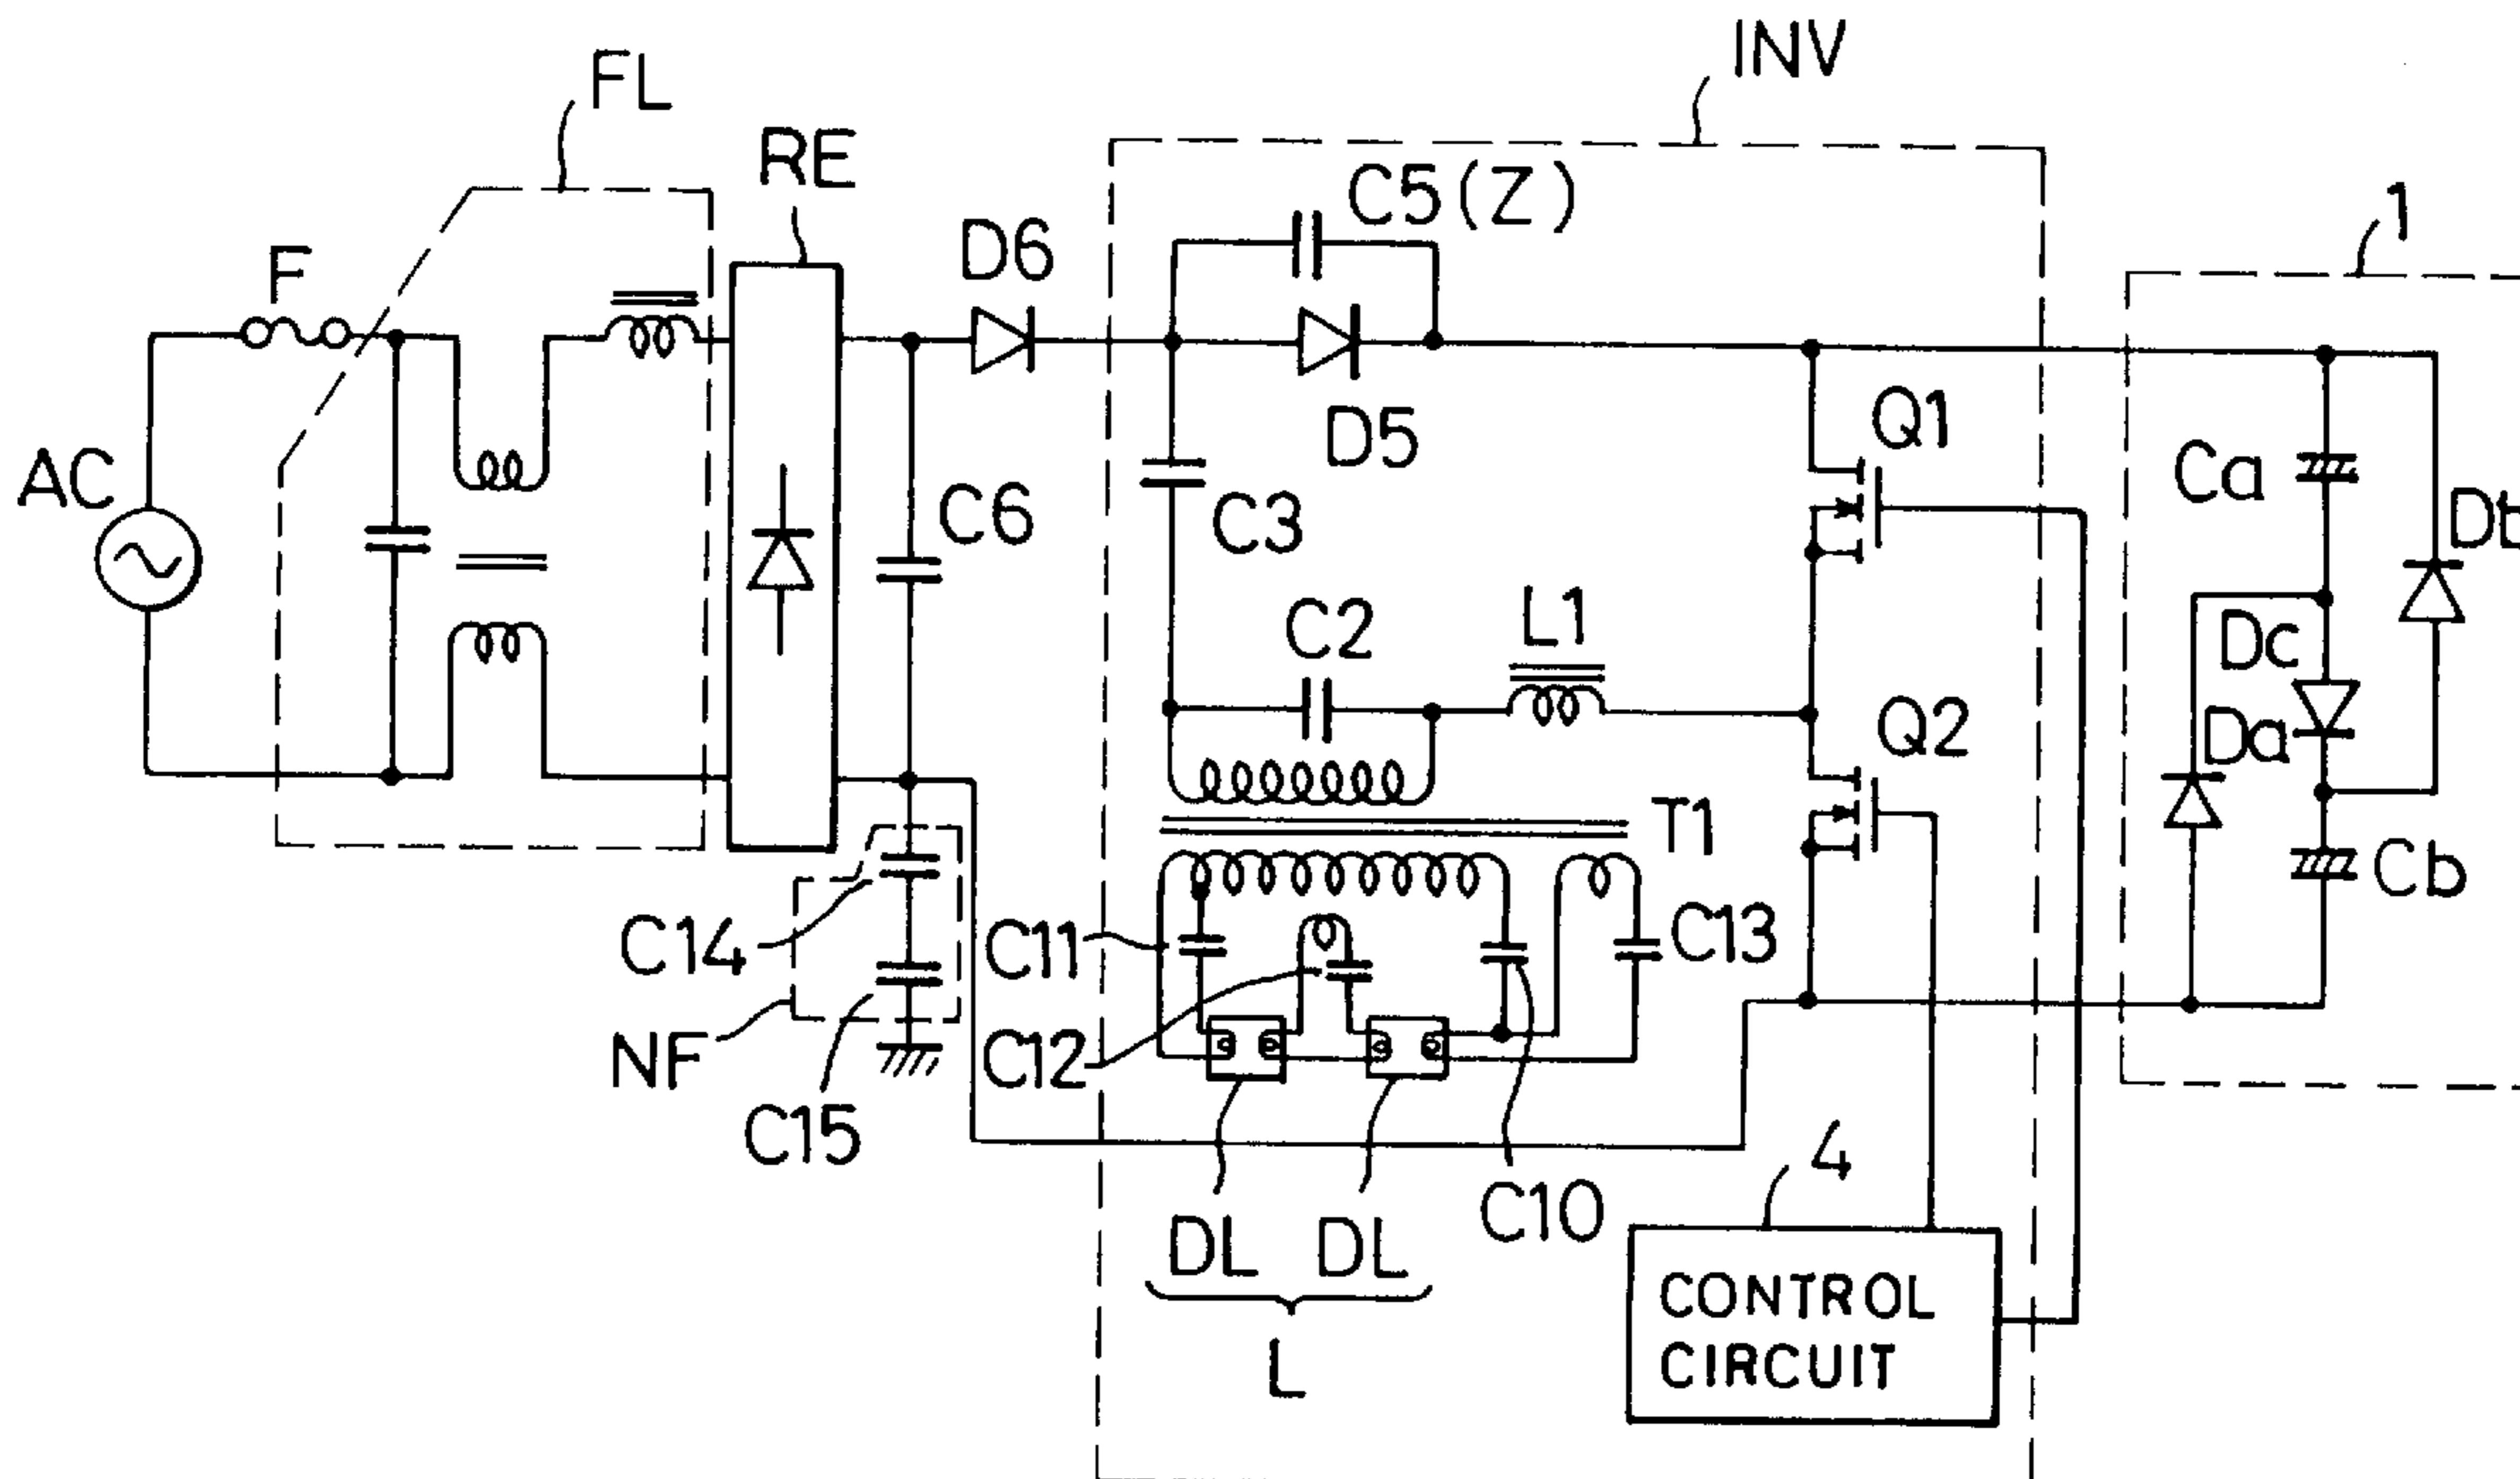 INV
FL
RE
C5(Z)
1
D6
F
Q1
D5
AC
Ca
C6
C3
C2
L1
Dc
Q2
Da
T1
Cb
C14
C11
C13
NF
C12
C15
4
C10
DL DL
CONTROL
CIRCUIT
L